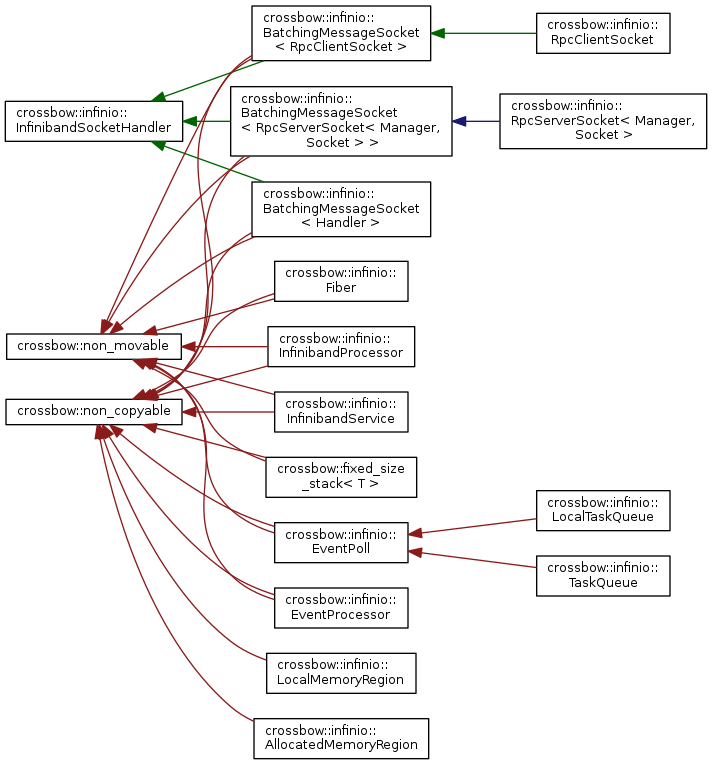 crossbow::infinio::
BatchingMessageSocket
< RpcClientSocket >
crossbow::infinio::
RpcClientSocket
crossbow::infinio::
InfinibandSocketHandler
crossbow::infinio::
BatchingMessageSocket
< RpcServerSocket< Manager,
Socket > >
crossbow::infinio::
RpcServerSocket< Manager,
Socket >
crossbow::infinio::
BatchingMessageSocket
< Handler >
crossbow::infinio::
Fiber
crossbow::non_movable
crossbow::infinio::
InfinibandProcessor
crossbow::non_copyable
crossbow::infinio::
InfinibandService
crossbow::fixed_size
_stack< T >
crossbow::infinio::
EventPoll
crossbow::infinio::
LocalTaskQueue
crossbow::infinio::
TaskQueue
crossbow::infinio::
EventProcessor
crossbow::infinio::
LocalMemoryRegion
crossbow::infinio::
AllocatedMemoryRegion